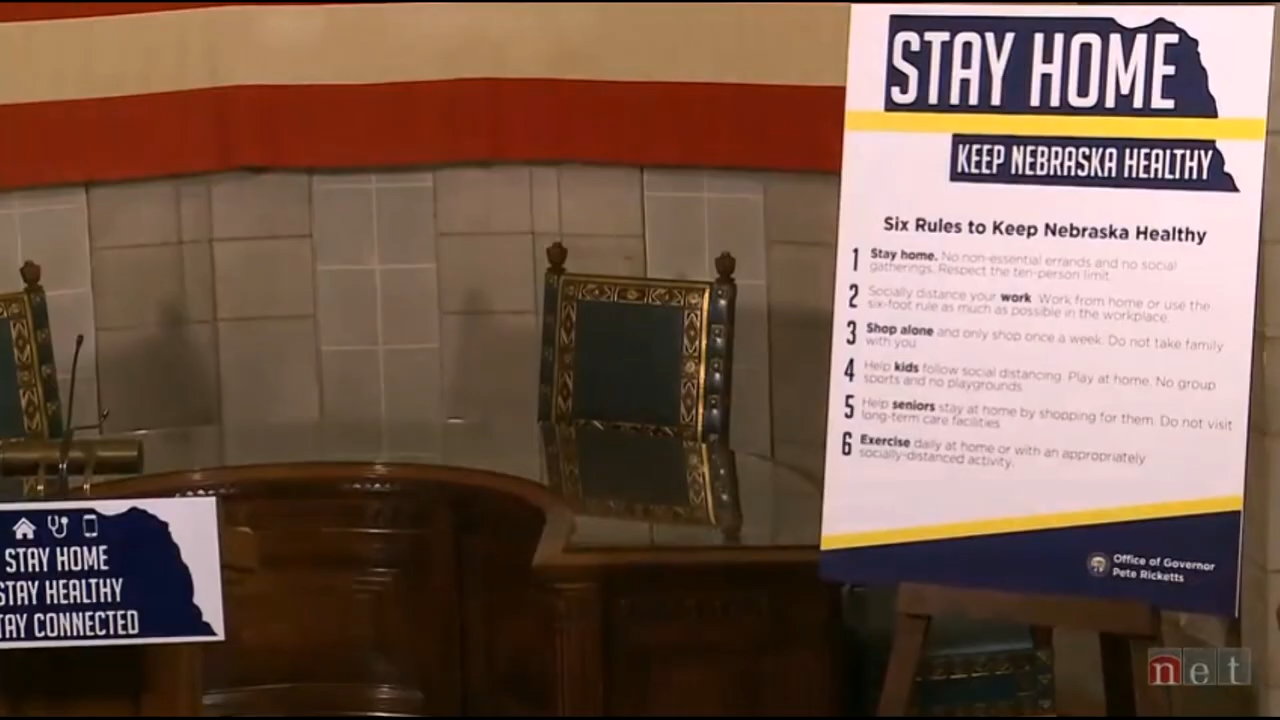 STAY HOME
KEEP NEBRASKA HEALTHY
Six Rules to Keep Nebraska Healthy
1 Stay home. No non-essential errands and no social
gatherings. Respect the ten-person limit.
2 Socially distance your work. Work from home or use the
six-foot rule as much as possible in the workplace.
3 Shop alone and only shop once a week. Do not take family
with you.
4 Help kids follow social distancing. Play at home. No group
sports and no playgrounds.
5 Help seniors stay at home by shopping for them. Do not visit
long-term care facilities.
6 Exercise daily at home or with an appropriately
socially-distanced activity.
Office of Governor
Pete Ricketts
STAY HOME
STAY HEALTHY
TAY CONNECTED
net